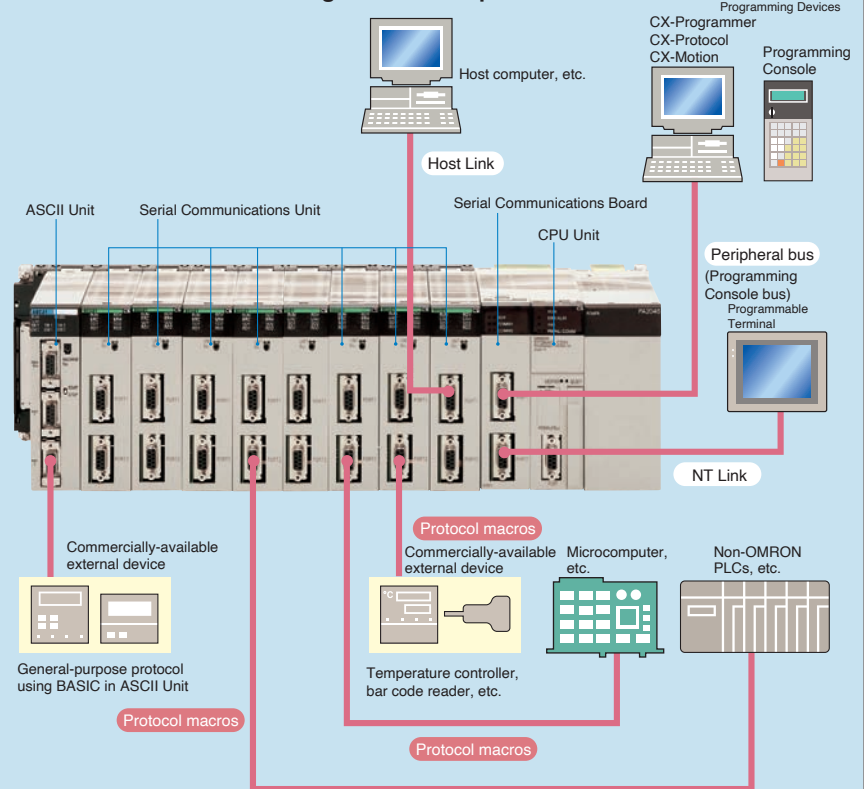 Programming Devices
CX-Programmer
CX-Protocol
CX-Motion
Programming
Console
Host computer, etc.
Host Link
ASCII Unit
Serial Communications Unit
Serial Communications Board
CPU Unit
Peripheral bus
(Programming
Console bus)
Programmable
Terminal
NT Link
Protocol macros
Commercially-available
external device
Commercially-available
external device
Microcomputer,
etc.
Non-OMRON
PLCs, etc.
°C
General-purpose protocol
using BASIC in ASCII Unit
Temperature controller,
bar code reader, etc.
Protocol macros
Protocol macros